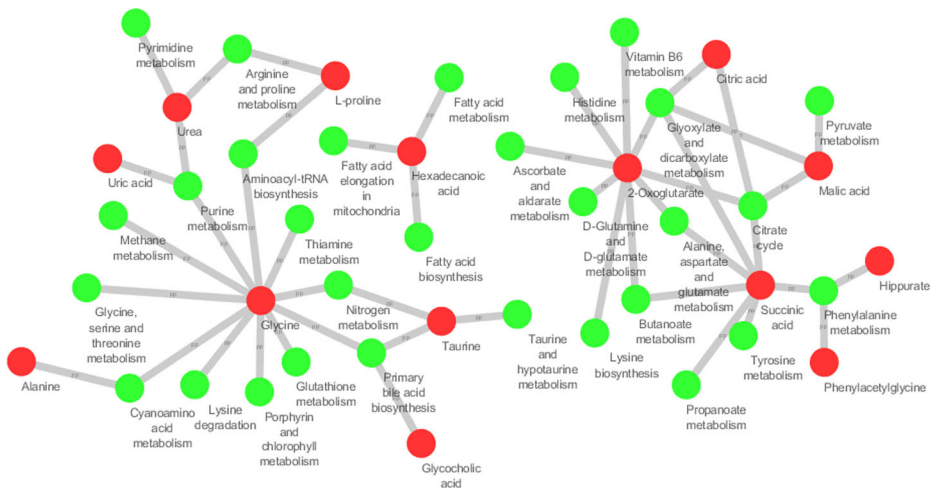 Pyrimidine
metabolism
Arginine
and proline
metabolism
L-proline
Urea
Fatty acid
metabolism
Uric acid
Aminoacyl-tRNA
biosynthesis
Fatty acid
elongation
in
mitochondria
Hexadecanoic
acid
Purine
metabolism
Methane
metabolism
Thiamine
metabolism
Fatty acid
biosynthesis
Glycine,
serine and
threonine
metabolism
Glycine
Nitrogen
metabolism
Taurine
Taurine
and
hypotaurine
metabolism
Alanine
Cyanoamino
acid
metabolism
Lysine
degradation
Porphyrin
and
chlorophyll
metabolism
Glutathione
metabolism
Primary
bile acid
biosynthesis
Glycocholic
acid
Vitamin B6
metabolism
Citric acid
Histidine
metabolism
Glyoxylate
and
dicarboxylate
metabolism
Pyruvate
metabolism
Ascorbate
and
aldarate
metabolism
2-Oxoglutarate
Malic acid
D-Glutamine
and
D-glutamate
metabolism
Alanine,
aspartate
and
glutamate
metabolism
Citrate
cycle
Hippurate
Butanoate
metabolism
Succinic
acid
Phenylalanine
metabolism
Lysine
biosynthesis
Tyrosine
metabolism
Phenylacetylglycine
Propanoate
metabolism